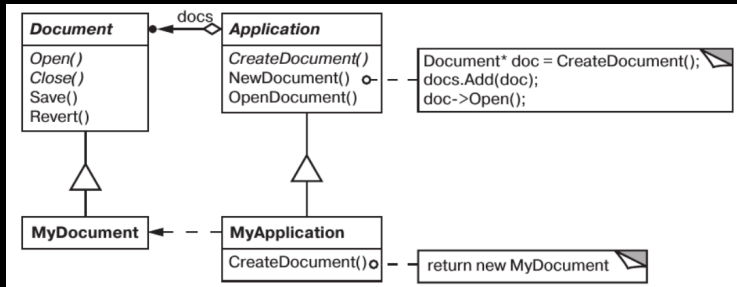 docs
Document
Open()
Close()
Save()
Revert()
Application
CreateDocument()
NewDocument()
OpenDocument()
Document* doc = CreateDocument();
docs.Add(doc);
doc->Open();
MyDocument
MyApplication
CreateDocument()
return new MyDocument